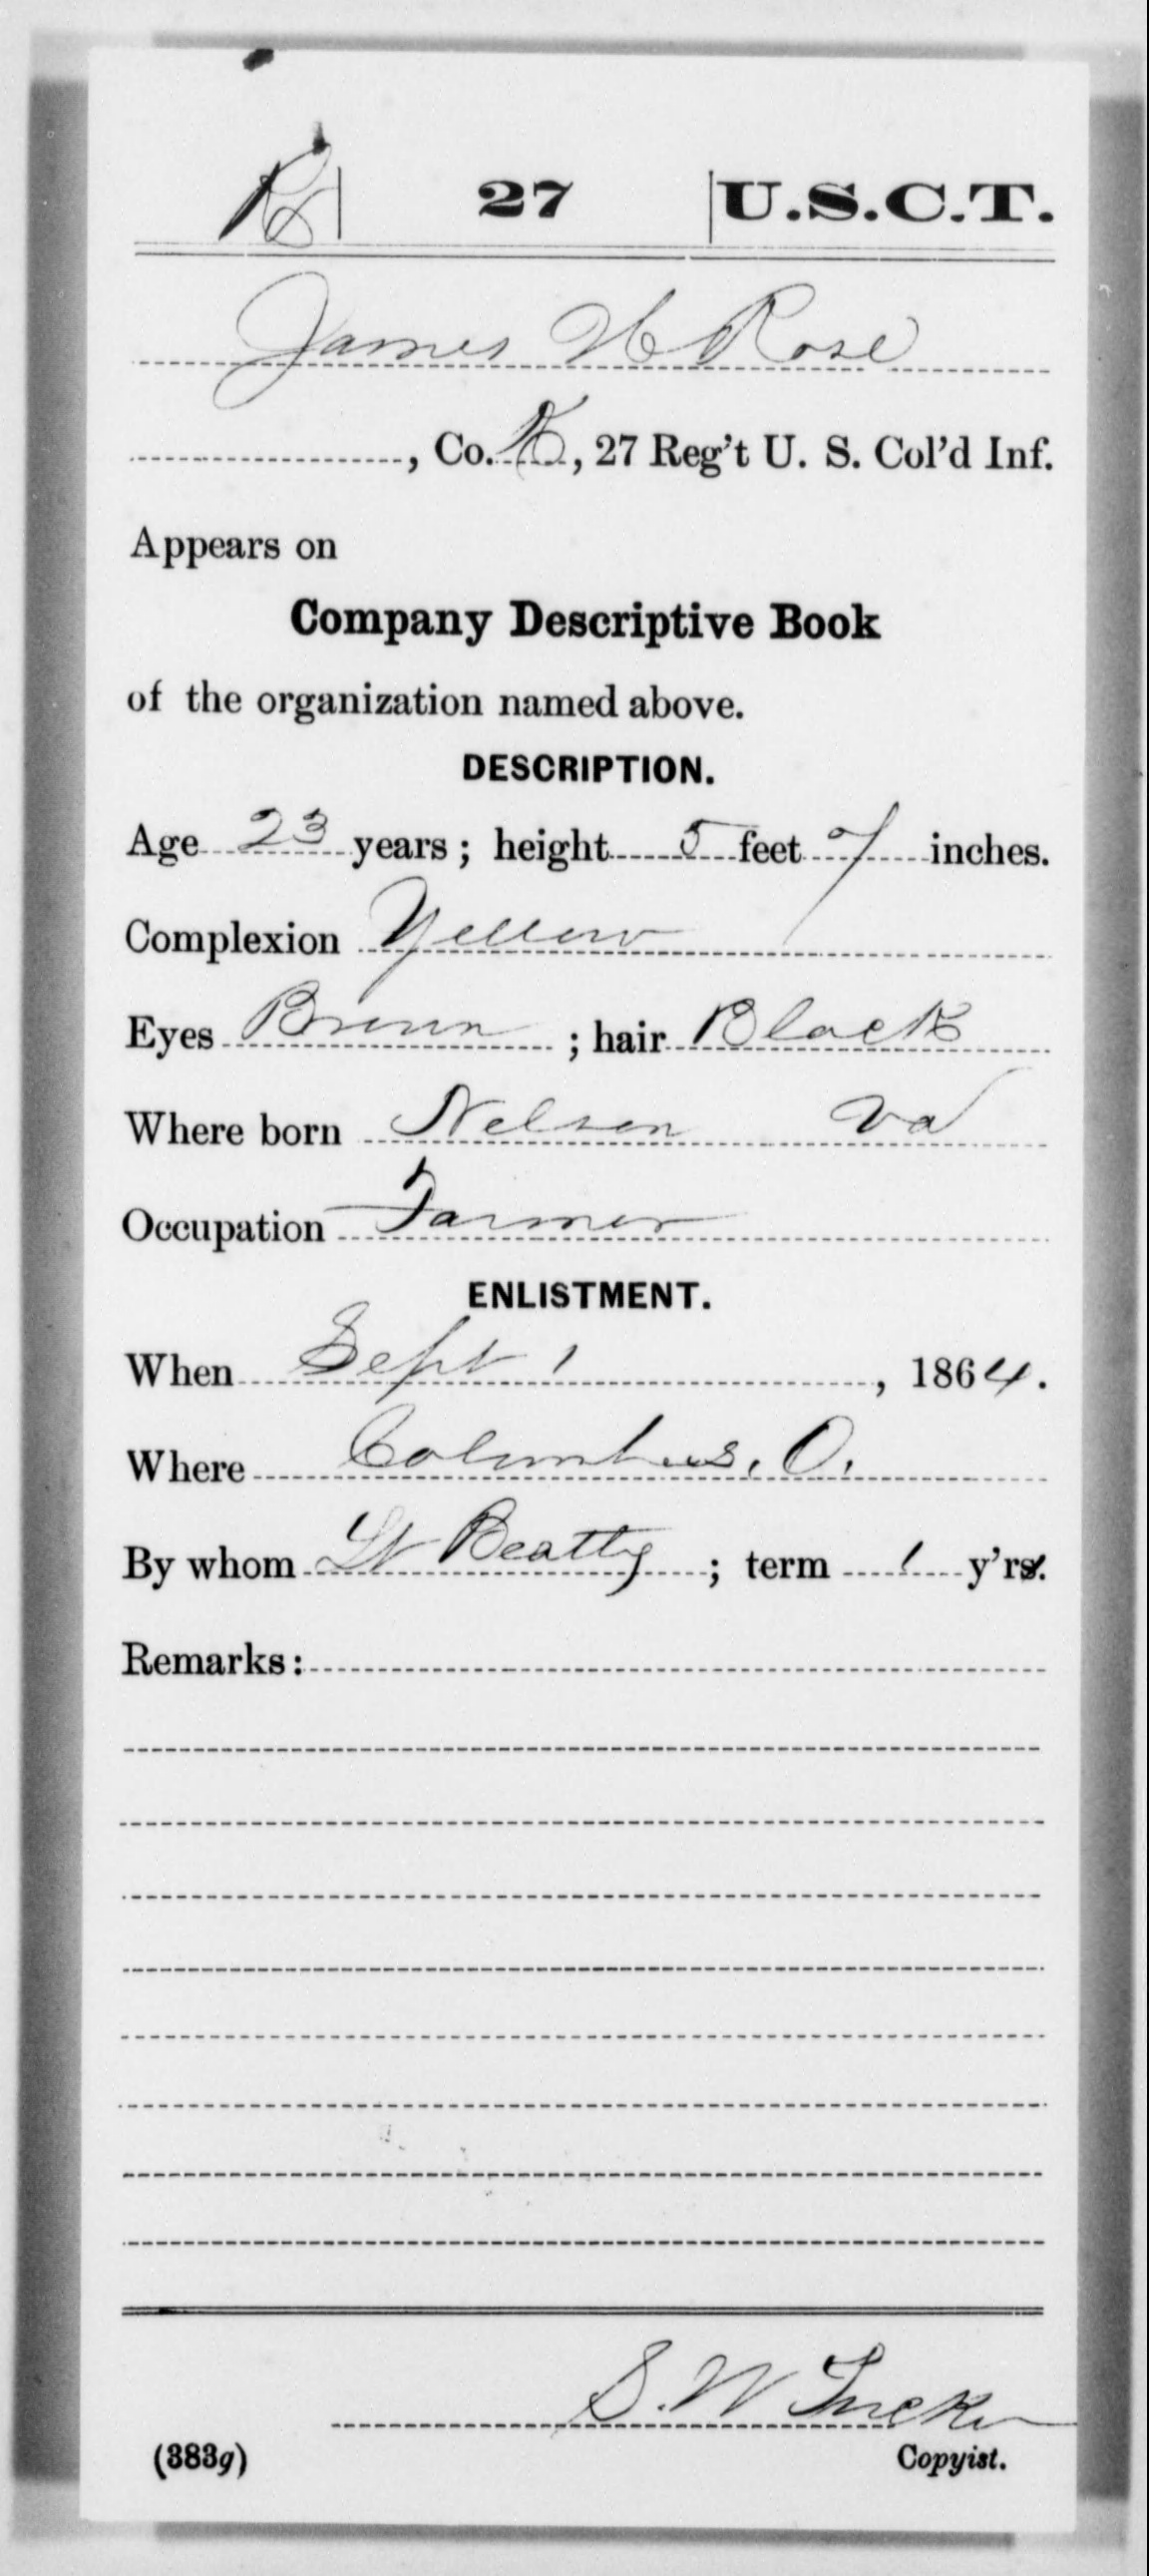 R 27 U.S.C.T.
James H Rose
, Co. K, 27 Reg't U. S. Col'd Inf.
Appears on
Company Descriptive Book
of the organization named above.
DESCRIPTION.
Age 23 years; height 5 feet 7 inches.
Complexion Yellow
Eyes Brown ; hair Black
Where born Nelson Va
Occupation Farmer
ENLISTMENT.
When Sept 1, 1864.
Where Columbus, O.
By whom Lt Beatty ; term 1 y'rs.
Remarks:
S. W Tucker
(383g) Copyist.